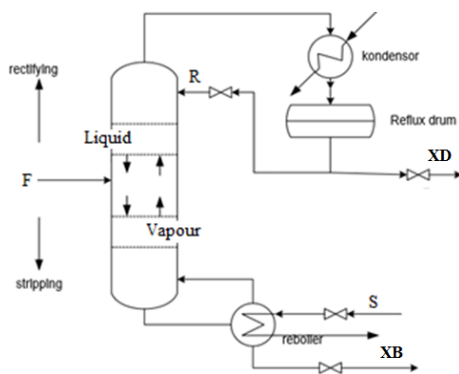 rectifying
R
kondensor
Reflux drum
Liquid
XD
F
Vapour
stripping
S
reboiler
XB